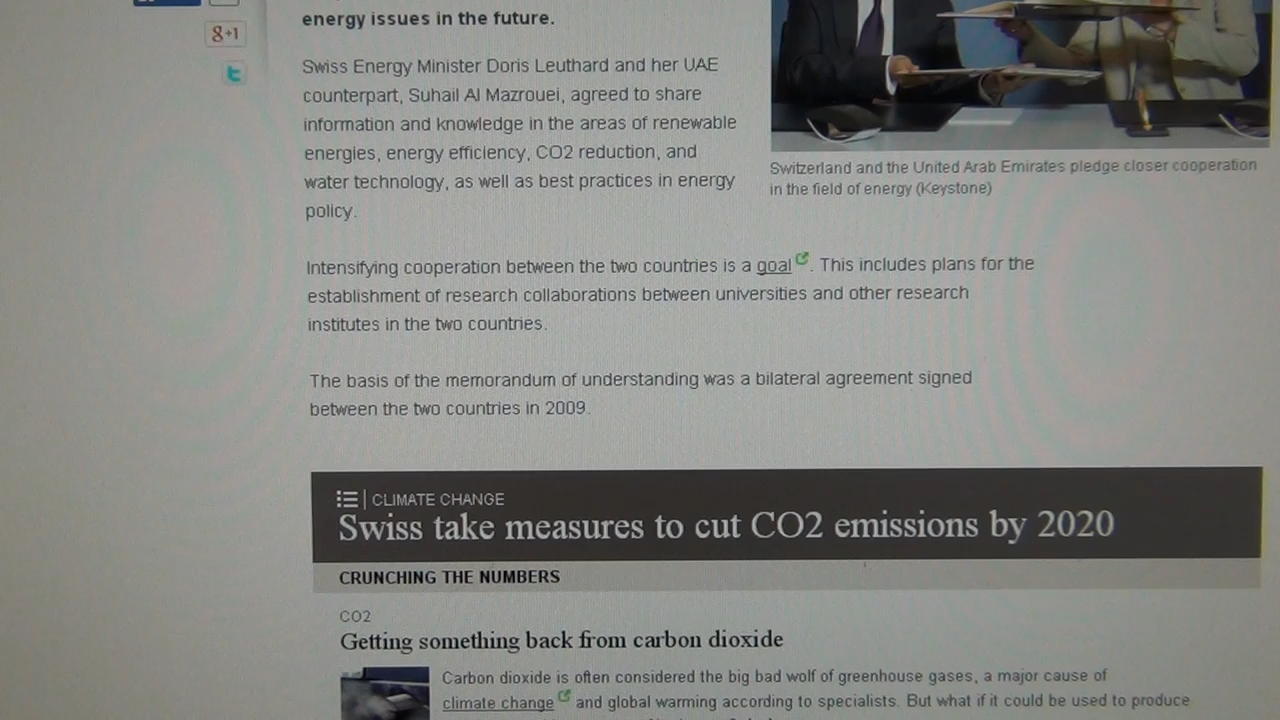 energy issues in the future.
8+1
Swiss Energy Minister Doris Leuthard and her UAE
counterpart, Suhail Al Mazrouei, agreed to share
information and knowledge in the areas of renewable
energies, energy efficiency, CO2 reduction, and
water technology, as well as best practices in energy
policy.
Switzerland and the United Arab Emirates pledge closer cooperation
in the field of energy (Keystone)
Intensifying cooperation between the two countries is a goal. This includes plans for the
establishment of research collaborations between universities and other research
institutes in the two countries.
The basis of the memorandum of understanding was a bilateral agreement signed
between the two countries in 2009.
CLIMATE CHANGE
Swiss take measures to cut CO2 emissions by 2020
CRUNCHING THE NUMBERS
CO2
Getting something back from carbon dioxide
Carbon dioxide is often considered the big bad wolf of greenhouse gases, a major cause of
climate change and global warming according to specialists. But what if it could be used to produce